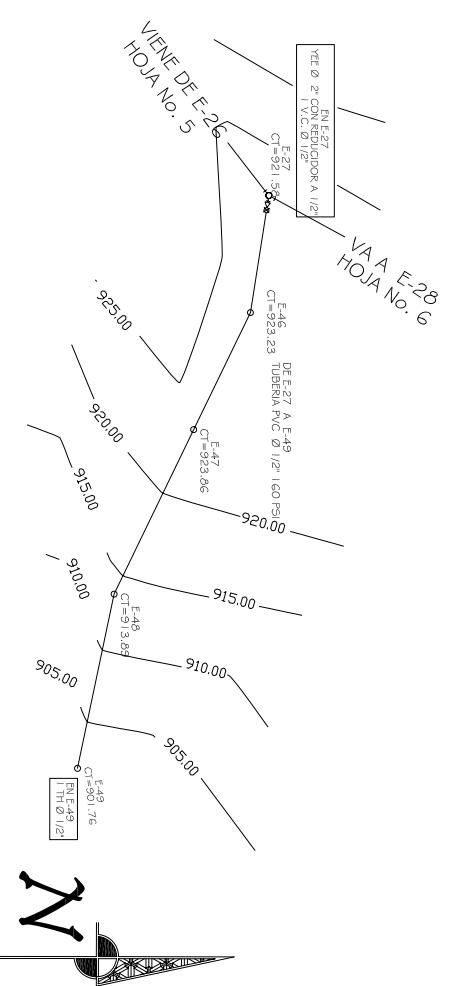 VIENE DE E-26
HOJA No. 5
EN E-27
YEE Ø 2" CON REDUCIDOR A 1/2"
1 V.C. Ø 1/2"
E-27
CT=921.58
VA A E-28
HOJA No. 6
E-46
CT=923.23
DE E-27 A E-49
TUBERIA PVC Ø 1/2" 160 PSI
925.00
E-47
CT=923.86
920.00
920.00
915.00
915.00
E-48
CT=913.89
910.00
910.00
905.00
905.00
E-49
CT=901.76
EN E-49
1 TH Ø 1/2"
N